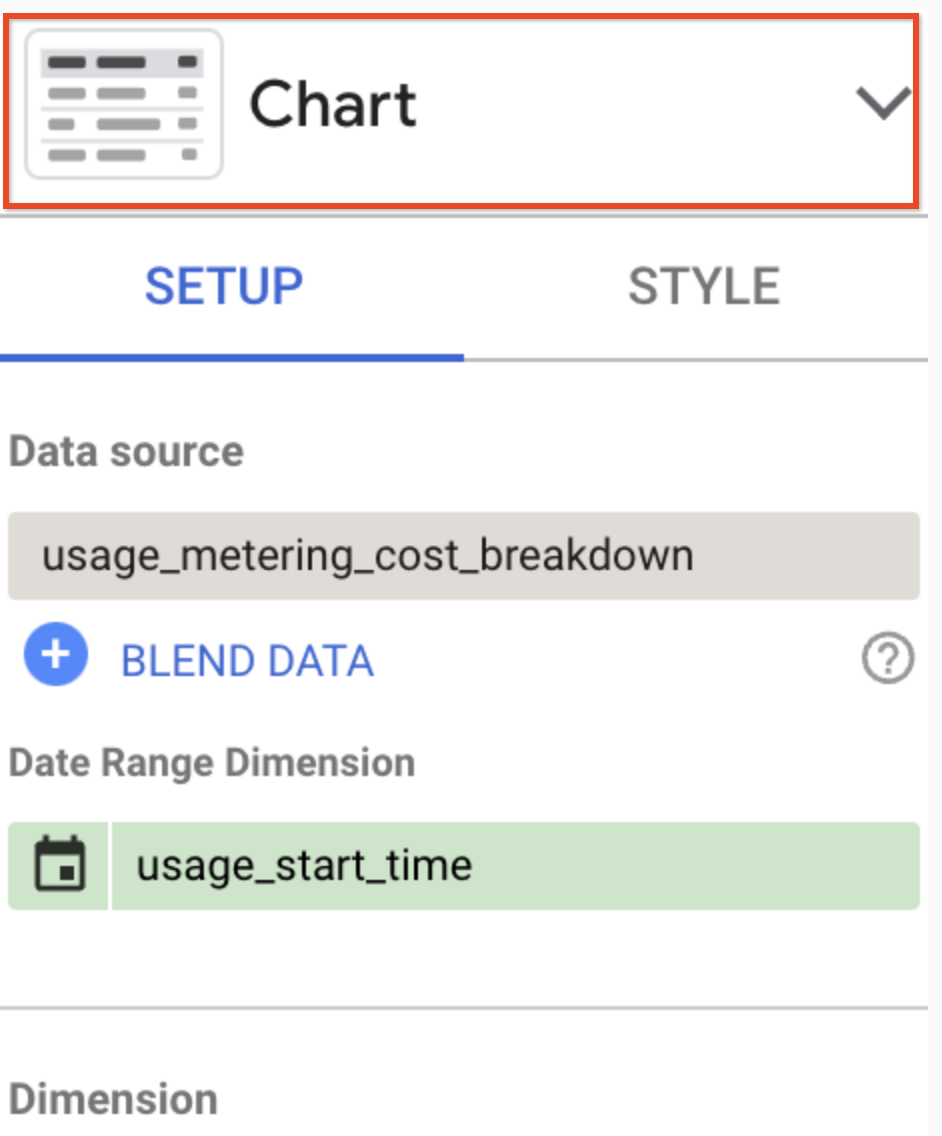 Chart
SETUP STYLE
Data source
usage_metering_cost_breakdown
+ BLEND DATA ?
Date Range Dimension
usage_start_time
Dimension